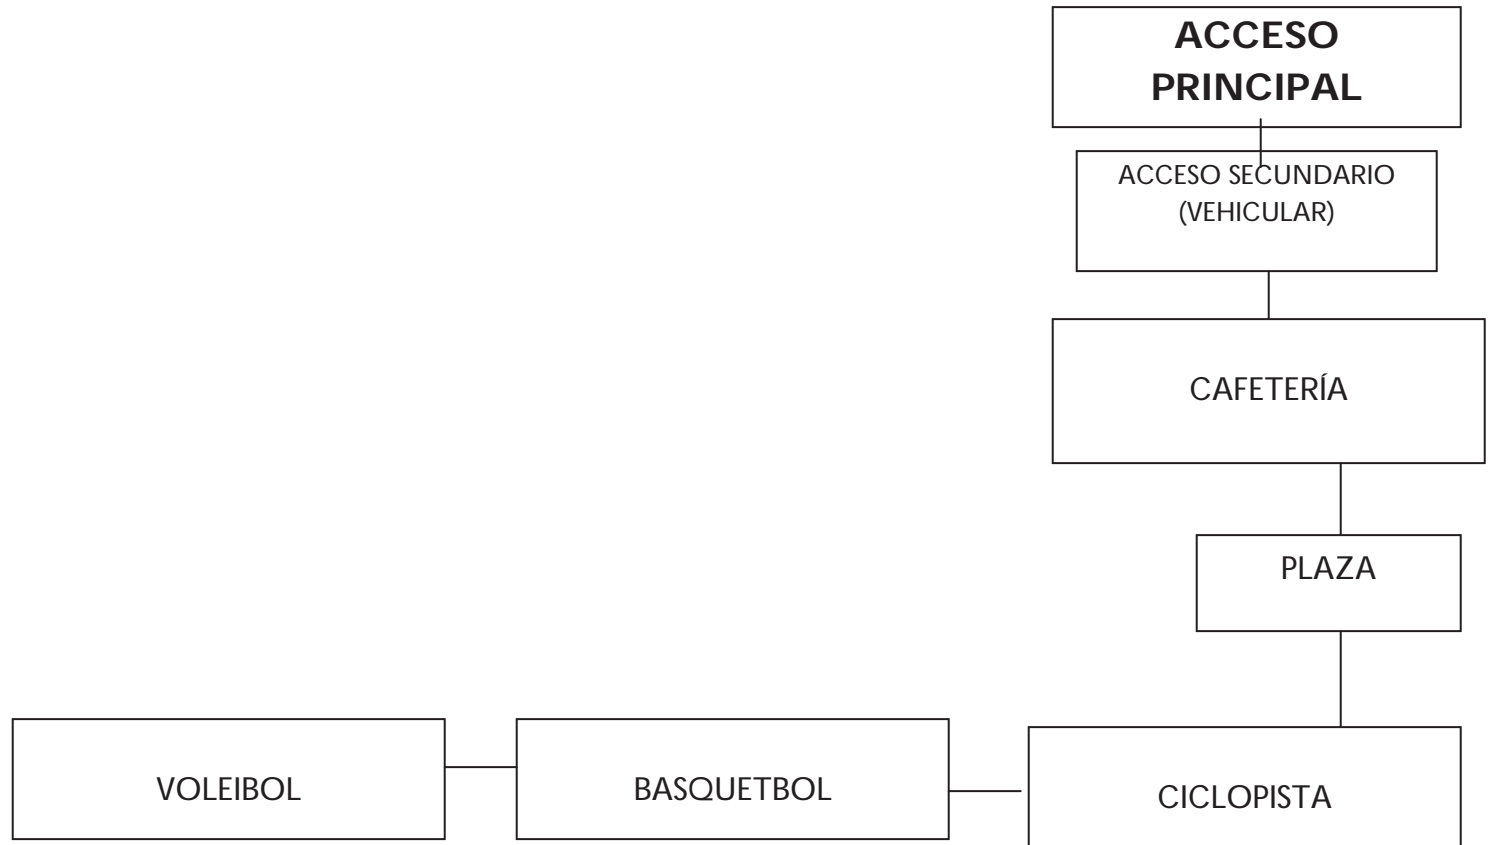 ACCESO
PRINCIPAL
ACCESO SECUNDARIO
(VEHICULAR)
CAFETERÍA
PLAZA
VOLEIBOL
BASQUETBOL
CICLOPISTA